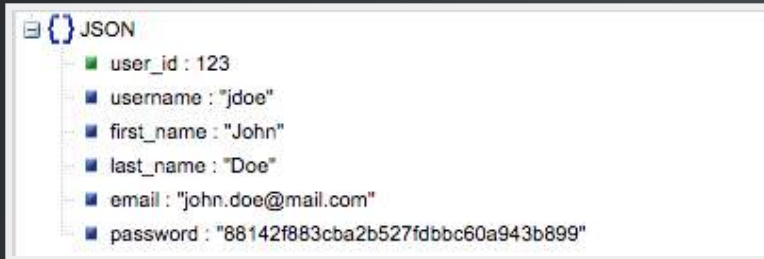 {} JSON
user_id : 123
username : "jdoe"
first_name : "John"
last_name : "Doe"
email : "john.doe@mail.com"
password : "88142f883cba2b527fdbbc60a943b899"